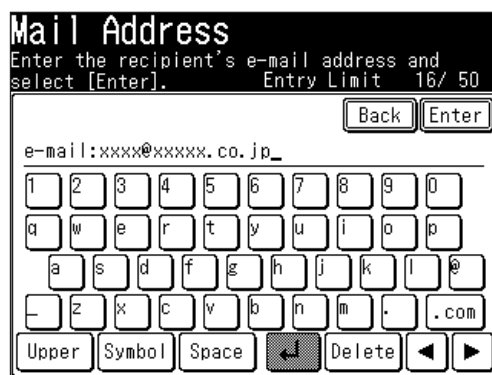 Mail Address
Enter the recipient's e-mail address and
select [Enter]. Entry Limit 16/ 50
Back Enter
e-mail:xxxx@xxxxx.co.jp_
1 2 3 4 5 6 7 8 9 0
q w e r t y u i o p
a s d f g h j k l @
_ z x c v b n m . .com
Upper Symbol Space ↵ Delete ◀ ▶